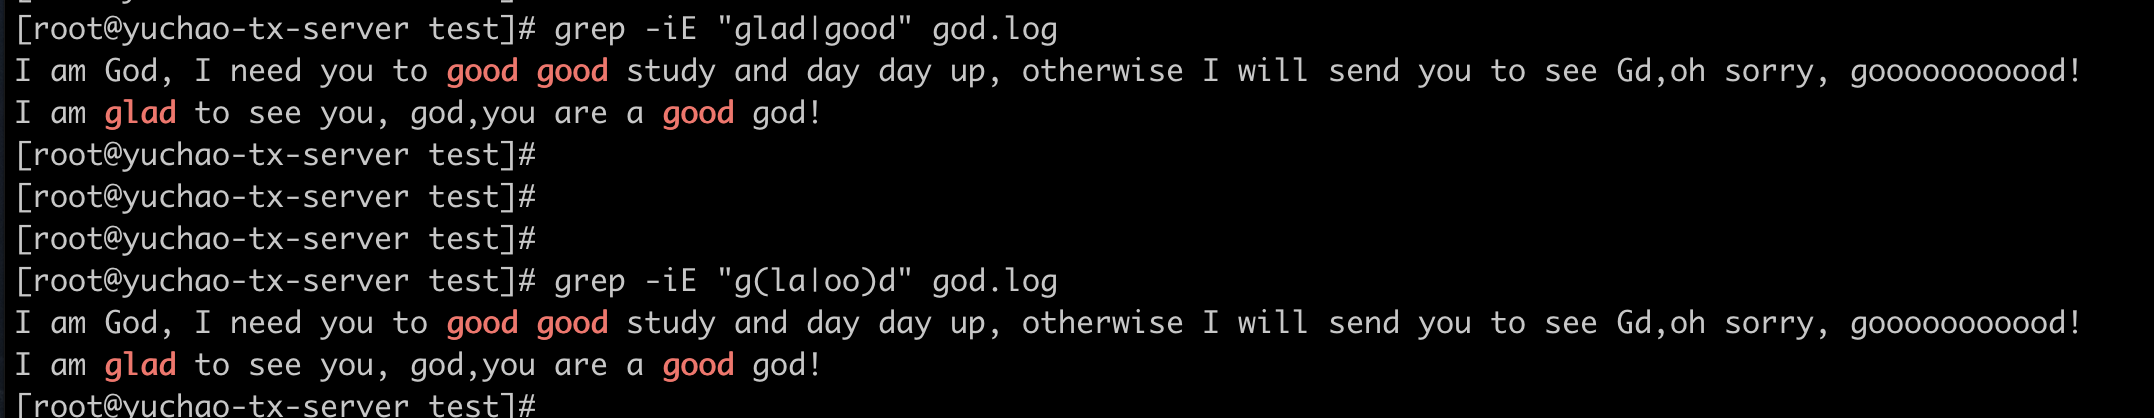 [root@yuchao-tx-server test]# grep -iE "glad|good" god.log
I am God, I need you to good good study and day day up, otherwise I will send you to see Gd,oh sorry, gooooooooood!
I am glad to see you, god,you are a good god!
[root@yuchao-tx-server test]#
[root@yuchao-tx-server test]#
[root@yuchao-tx-server test]#
[root@yuchao-tx-server test]# grep -iE "g(la|oo)d" god.log
I am God, I need you to good good study and day day up, otherwise I will send you to see Gd,oh sorry, gooooooooood!
I am glad to see you, god,you are a good god!
[root@yuchao-tx-server test]#